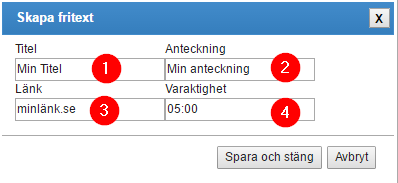 Skapa fritext
X
Titel Anteckning
Min Titel 1 Min anteckning 2
Länk Varaktighet
minlänk.se 3 05:00 4
Spara och stäng Avbryt